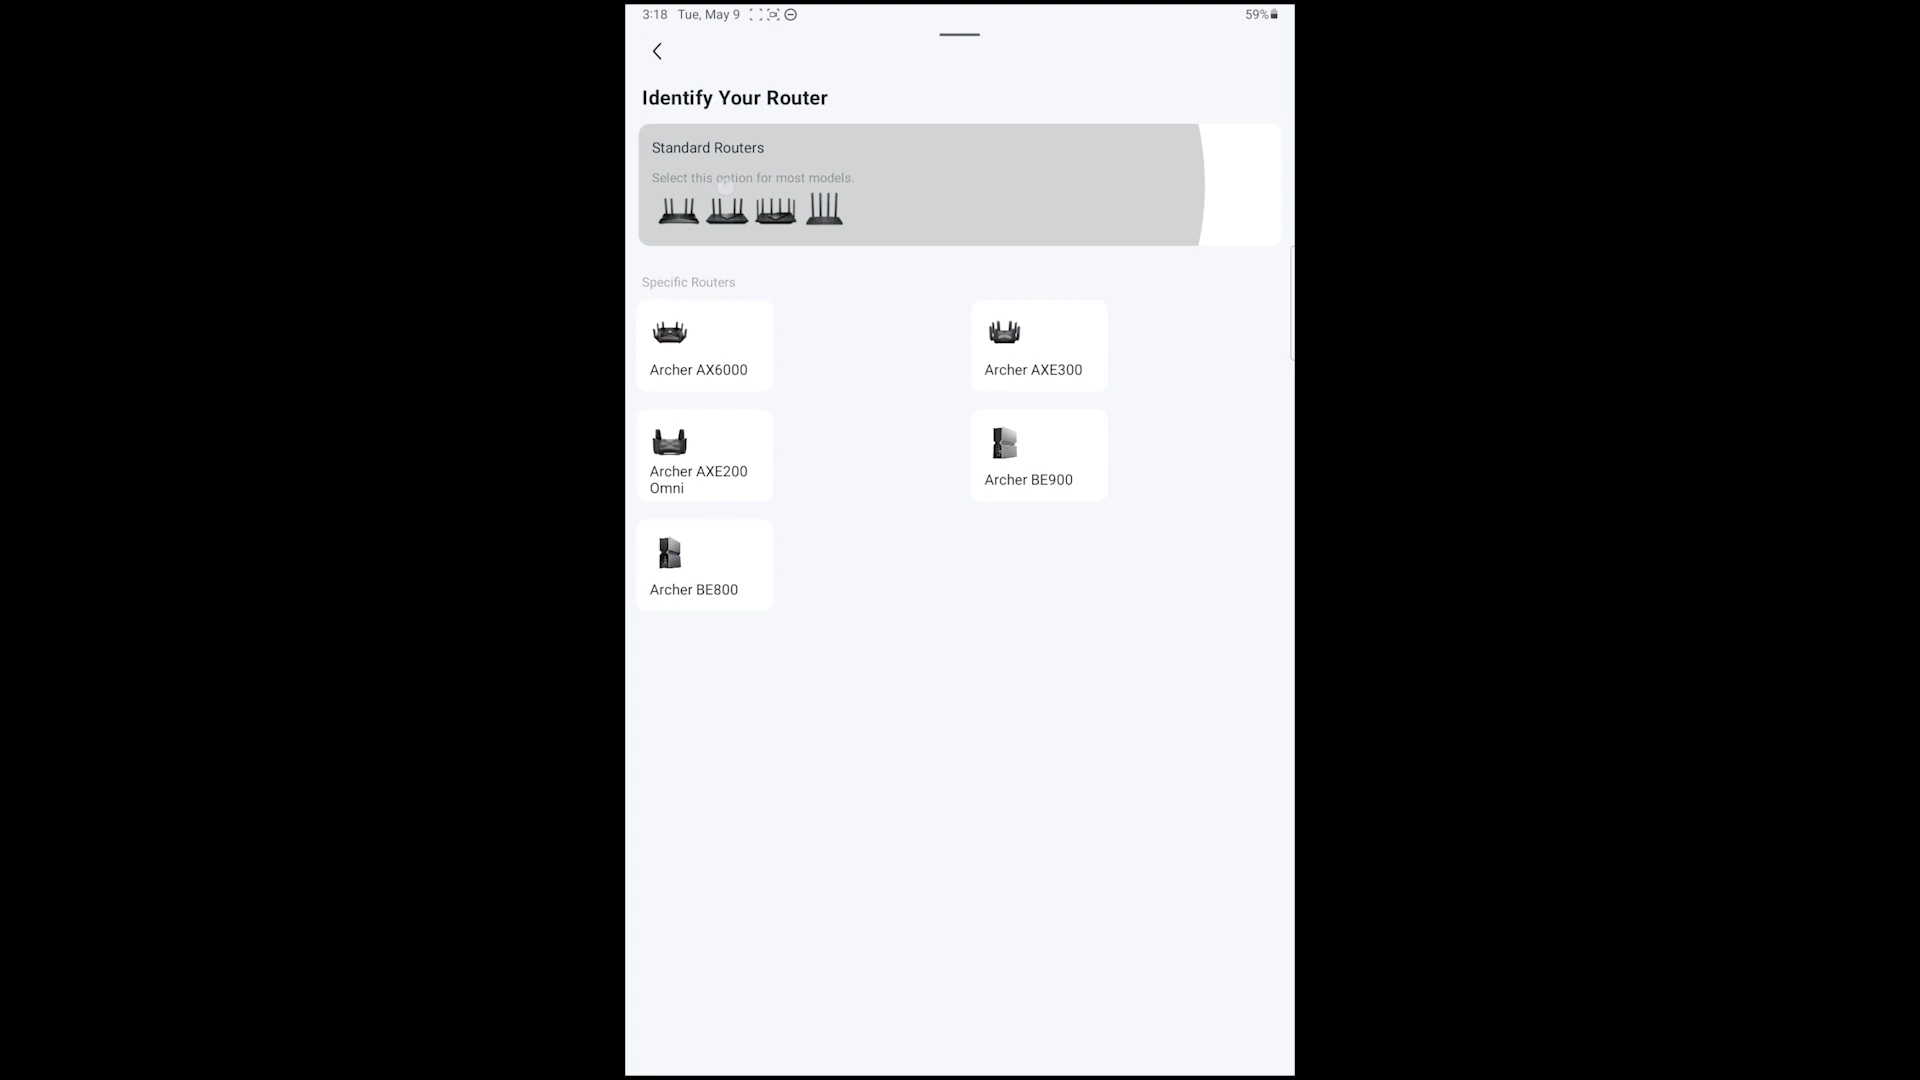 3:18 Tue, May 9
59%
Identify Your Router
Standard Routers
Select this option for most models.
Specific Routers
Archer AX6000
Archer AXE300
Archer AXE200
Omni
Archer BE900
Archer BE800